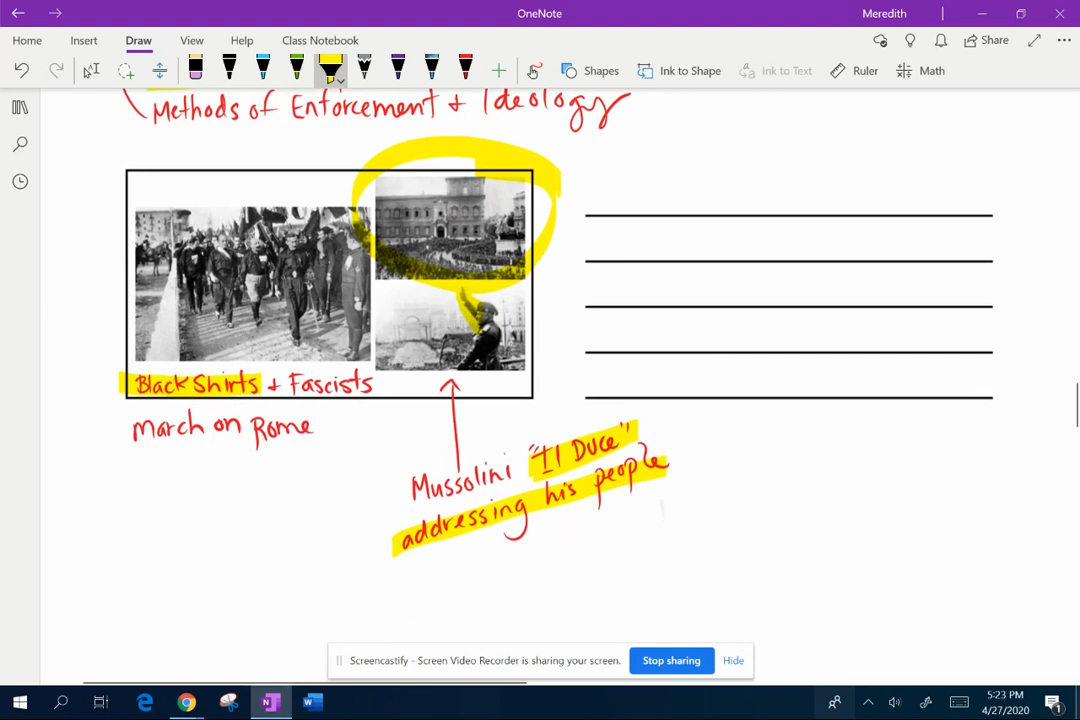 OneNote
Meredith
Home Insert Draw View Help Class Notebook
Share
Shapes Ink to Shape Ink to Text Ruler Math
Methods of Enforcement + Ideology
Black Shirts + Fascists
march on Rome
Mussolini "Il Duce"
addressing his people
Screencastify - Screen Video Recorder is sharing your screen. Stop sharing Hide
5:23 PM
4/27/2020
1